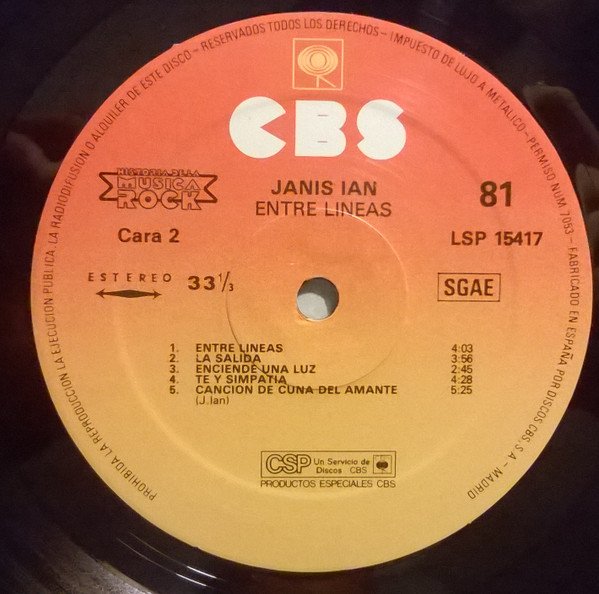 PROHIBIDA LA REPRODUCCION LA EJECUCION PUBLICA LA RADIODIFUSION O ALQUILER DE ESTE DISCO - RESERVADOS TODOS LOS DERECHOS - IMPUESTO DE LUJO A METALICO - PERMISO NUM. 7053 - FABRICADO EN ESPAÑA POR DISCOS CBS, S.A. - MADRID
CBS
HISTORIA DE LA
MUSICA
ROCK
JANIS IAN
ENTRE LINEAS
81
Cara 2
LSP 15417
ESTEREO 33 1/3
SGAE
1. ENTRE LINEAS 4:03
2. LA SALIDA 3:56
3. ENCIENDE UNA LUZ 2:45
4. TE Y SIMPATIA 4:28
5. CANCION DE CUNA DEL AMANTE 5:25
(J. Ian)
CSP Un Servicio de
Discos CBS
PRODUCTOS ESPECIALES CBS